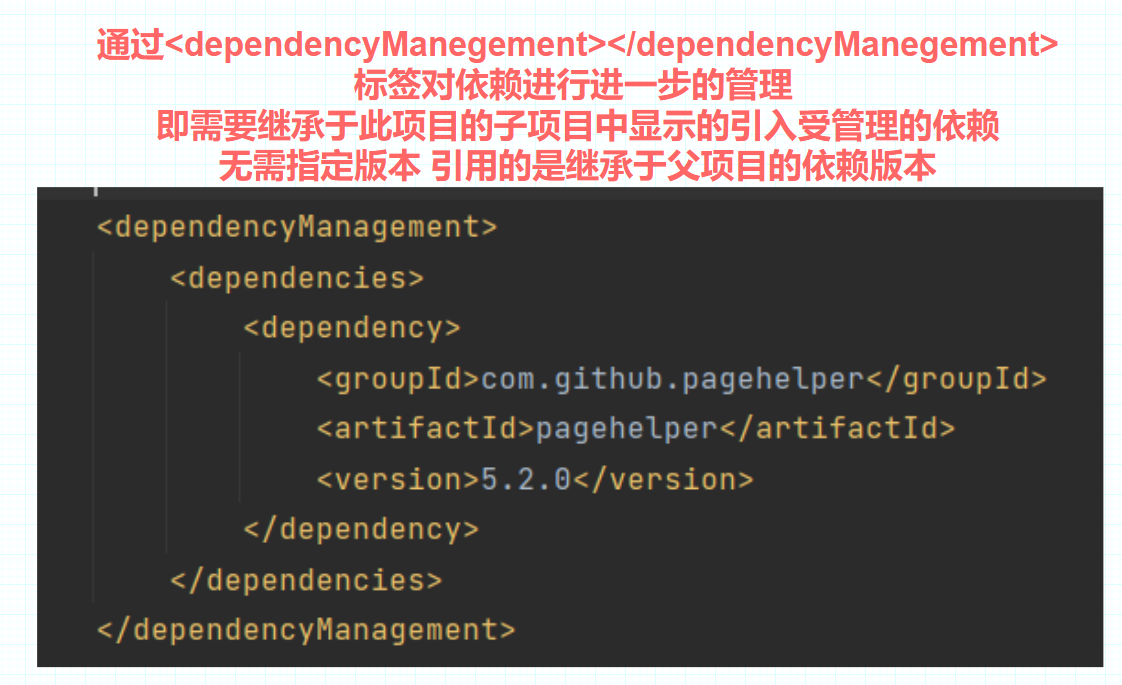 通过<dependencyManegement></dependencyManegement>
标签对依赖进行进一步的管理
即需要继承于此项目的子项目中显示的引入受管理的依赖
无需指定版本 引用的是继承于父项目的依赖版本
<dependencyManagement>
<dependencies>
<dependency>
<groupId>com.github.pagehelper</groupId>
<artifactId>pagehelper</artifactId>
<version>5.2.0</version>
</dependency>
</dependencies>
</dependencyManagement>